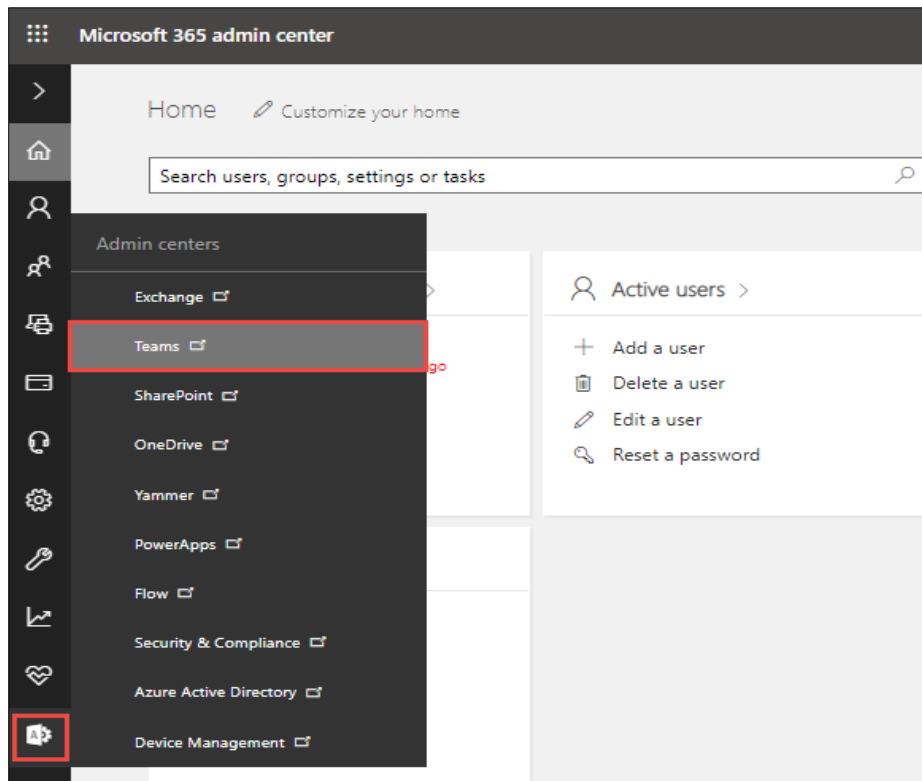 Microsoft 365 admin center
Home Customize your home
Search users, groups, settings or tasks
Admin centers
Exchange
Teams
SharePoint
OneDrive
Yammer
PowerApps
Flow
Security & Compliance
Azure Active Directory
Device Management
go
Active users
Add a user
Delete a user
Edit a user
Reset a password